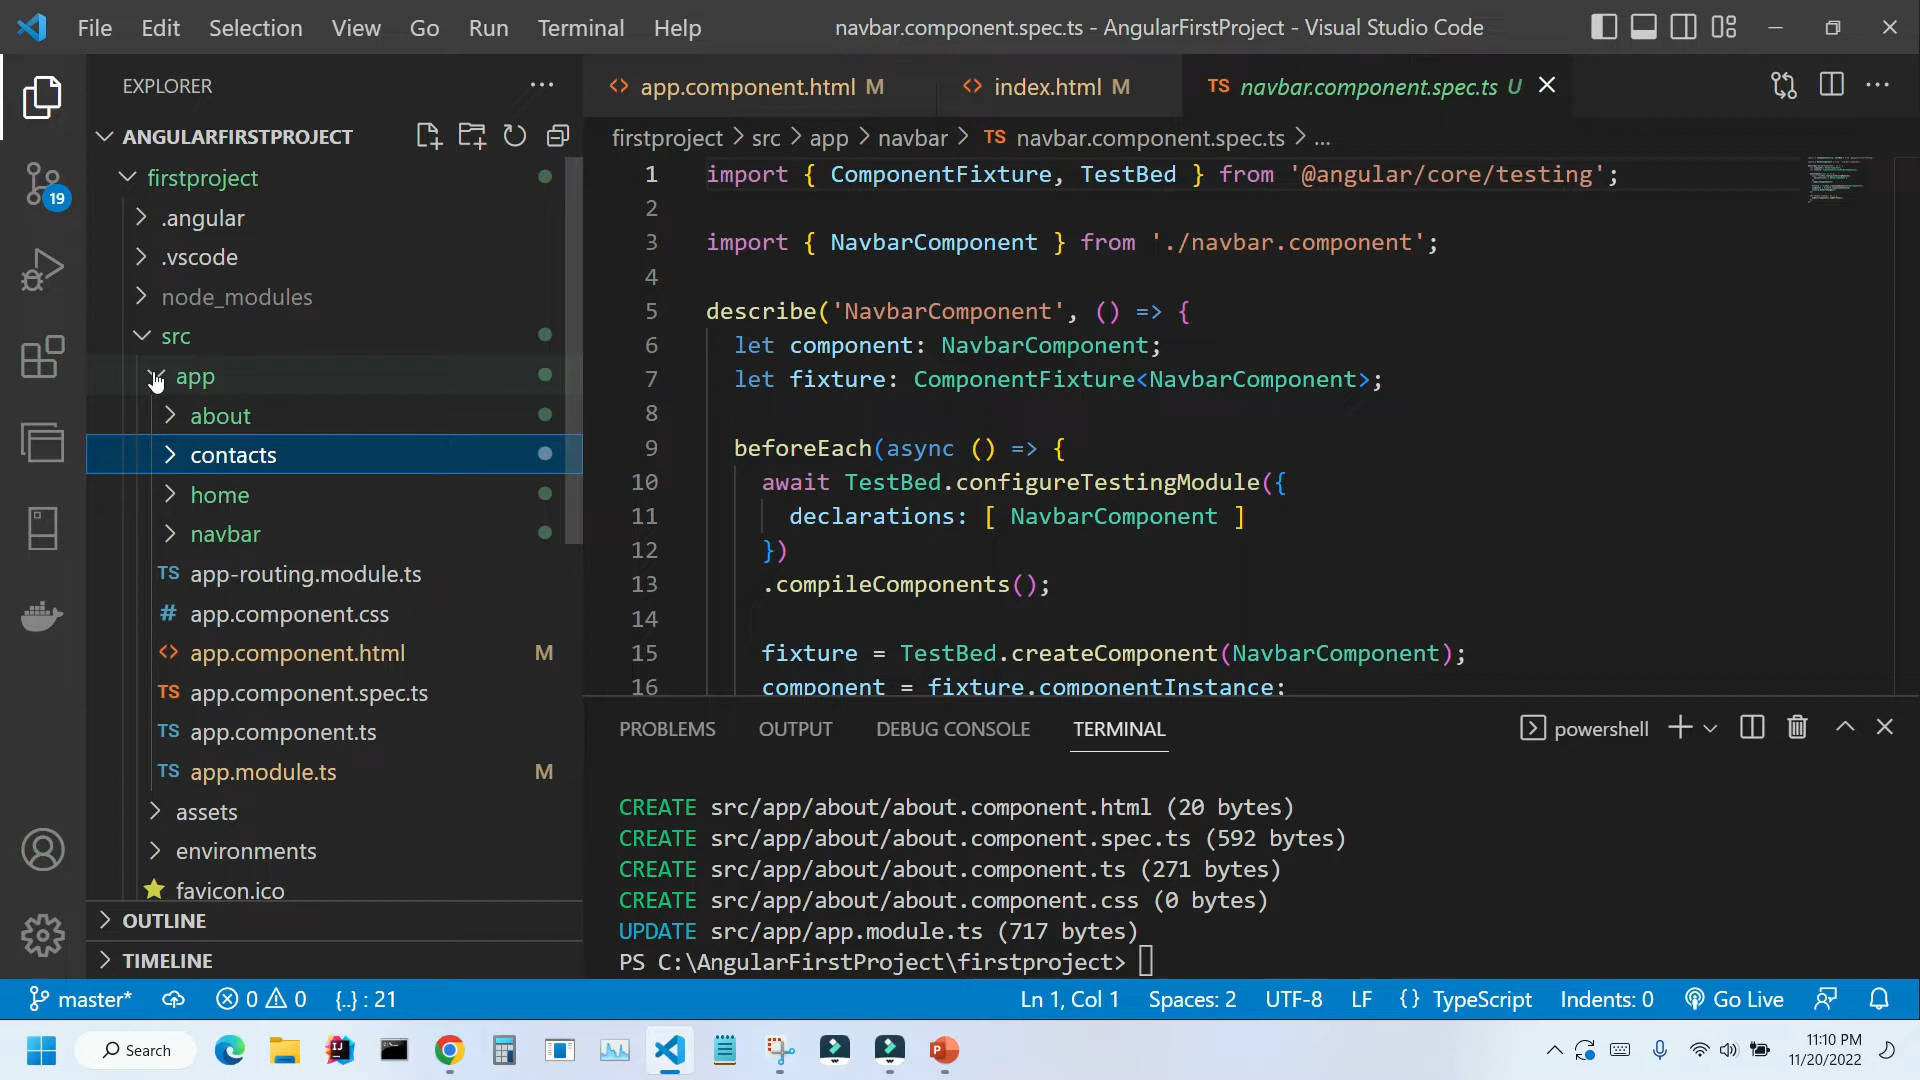 File Edit Selection View Go Run Terminal Help
navbar.component.spec.ts - AngularFirstProject - Visual Studio Code
EXPLORER
ANGULARFIRSTPROJECT
firstproject
.angular
.vscode
node_modules
src
app
about
contacts
home
navbar
TS app-routing.module.ts
# app.component.css
<> app.component.html M
TS app.component.spec.ts
TS app.component.ts
TS app.module.ts M
assets
environments
favicon.ico
OUTLINE
TIMELINE
19
<> app.component.html M
<> index.html M
TS navbar.component.spec.ts U
firstproject > src > app > navbar > TS navbar.component.spec.ts > ...
1 import { ComponentFixture, TestBed } from '@angular/core/testing';
2
3 import { NavbarComponent } from './navbar.component';
4
5 describe('NavbarComponent', () => {
6 let component: NavbarComponent;
7 let fixture: ComponentFixture<NavbarComponent>;
8
9 beforeEach(async () => {
10 await TestBed.configureTestingModule({
11 declarations: [ NavbarComponent ]
12 })
13 .compileComponents();
14
15 fixture = TestBed.createComponent(NavbarComponent);
16 component = fixture.componentInstance;
PROBLEMS OUTPUT DEBUG CONSOLE TERMINAL
powershell
CREATE src/app/about/about.component.html (20 bytes)
CREATE src/app/about/about.component.spec.ts (592 bytes)
CREATE src/app/about/about.component.ts (271 bytes)
CREATE src/app/about/about.component.css (0 bytes)
UPDATE src/app/app.module.ts (717 bytes)
PS C:\AngularFirstProject\firstproject>
master* 0 0 {..} : 21
Ln 1, Col 1 Spaces: 2 UTF-8 LF {} TypeScript Indents: 0 Go Live
Search
11:10 PM
11/20/2022